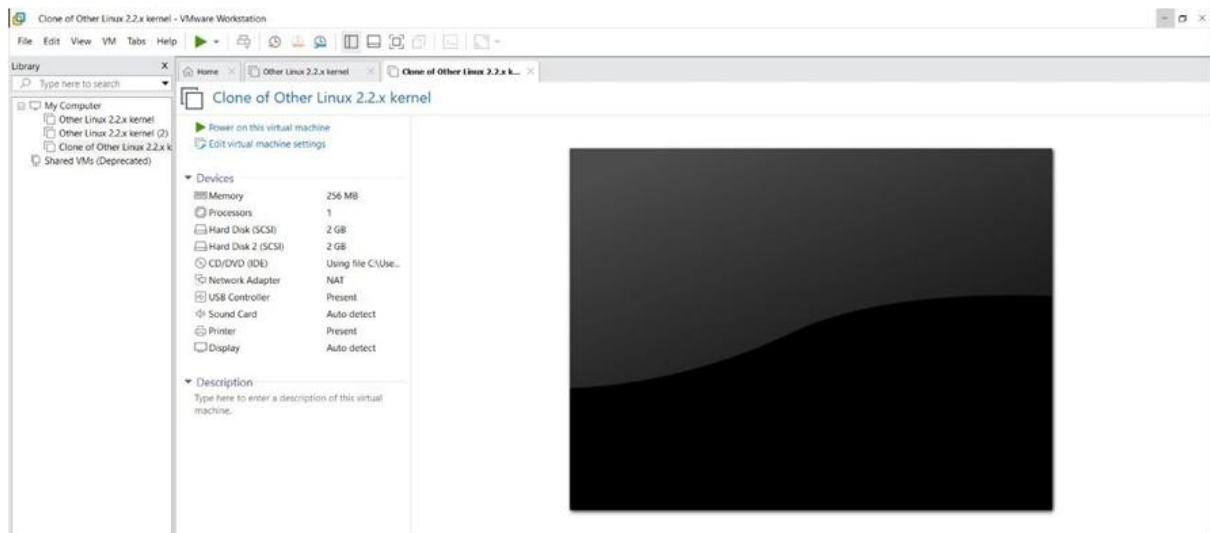 Clone of Other Linux 2.2.x kernel - VMware Workstation
File Edit View VM Tabs Help
Library X
Type here to search
My Computer
Other Linux 2.2.x kernel
Other Linux 2.2.x kernel (2)
Clone of Other Linux 2.2.x k
Shared VMs (Deprecated)
Home
Other Linux 2.2.x kernel
Clone of Other Linux 2.2.x k...
Clone of Other Linux 2.2.x kernel
Power on this virtual machine
Edit virtual machine settings
Devices
Memory 256 MB
Processors 1
Hard Disk (SCSI) 2 GB
Hard Disk 2 (SCSI) 2 GB
CD/DVD (IDE) Using file C:\Use...
Network Adapter NAT
USB Controller Present
Sound Card Auto detect
Printer Present
Display Auto detect
Description
Type here to enter a description of this virtual
machine.